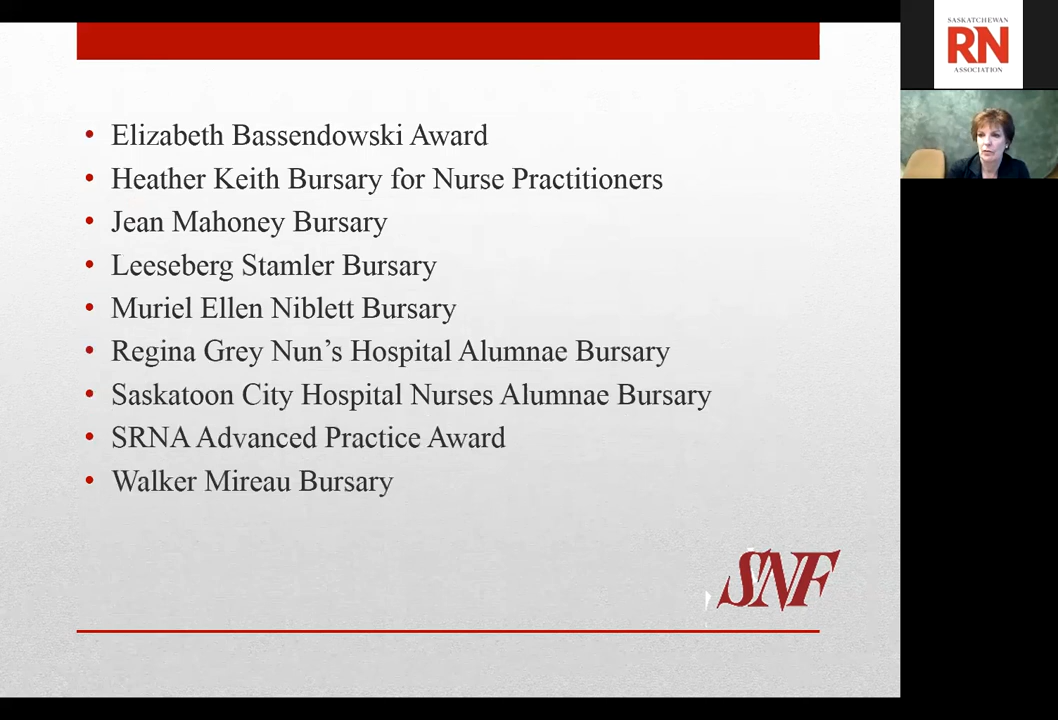 Elizabeth Bassendowski Award
Heather Keith Bursary for Nurse Practitioners
Jean Mahoney Bursary
Leeseberg Stamler Bursary
Muriel Ellen Niblett Bursary
Regina Grey Nun’s Hospital Alumnae Bursary
Saskatoon City Hospital Nurses Alumnae Bursary
SRNA Advanced Practice Award
Walker Mireau Bursary
SNF
SASKATCHEWAN
RN
ASSOCIATION